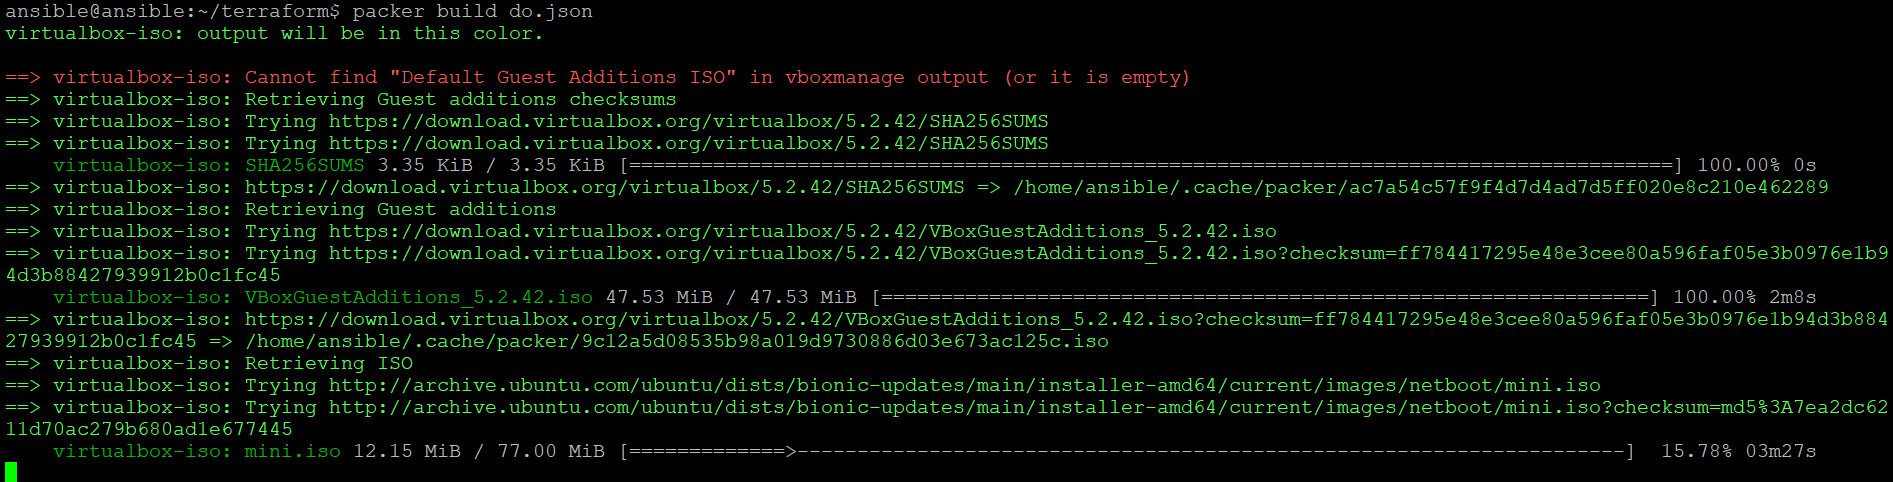 ansible@ansible:~/terraform$ packer build do.json
virtualbox-iso: output will be in this color.
==> virtualbox-iso: Cannot find "Default Guest Additions ISO" in vboxmanage output (or it is empty)
==> virtualbox-iso: Retrieving Guest additions checksums
==> virtualbox-iso: Trying https://download.virtualbox.org/virtualbox/5.2.42/SHA256SUMS
==> virtualbox-iso: Trying https://download.virtualbox.org/virtualbox/5.2.42/SHA256SUMS
    virtualbox-iso: SHA256SUMS 3.35 KiB / 3.35 KiB [=======================================================================================] 100.00% 0s
==> virtualbox-iso: https://download.virtualbox.org/virtualbox/5.2.42/SHA256SUMS => /home/ansible/.cache/packer/ac7a54c57f9f4d7d4ad7d5ff020e8c210e462289
==> virtualbox-iso: Retrieving Guest additions
==> virtualbox-iso: Trying https://download.virtualbox.org/virtualbox/5.2.42/VBoxGuestAdditions_5.2.42.iso
==> virtualbox-iso: Trying https://download.virtualbox.org/virtualbox/5.2.42/VBoxGuestAdditions_5.2.42.iso?checksum=ff784417295e48e3cee80a596faf05e3b0976e1b9
4d3b88427939912b0c1fc45
    virtualbox-iso: VBoxGuestAdditions_5.2.42.iso 47.53 MiB / 47.53 MiB [================================================================] 100.00% 2m8s
==> virtualbox-iso: https://download.virtualbox.org/virtualbox/5.2.42/VBoxGuestAdditions_5.2.42.iso?checksum=ff784417295e48e3cee80a596faf05e3b0976e1b94d3b884
27939912b0c1fc45 => /home/ansible/.cache/packer/9c12a5d08535b98a019d9730886d03e673ac125c.iso
==> virtualbox-iso: Retrieving ISO
==> virtualbox-iso: Trying http://archive.ubuntu.com/ubuntu/dists/bionic-updates/main/installer-amd64/current/images/netboot/mini.iso
==> virtualbox-iso: Trying http://archive.ubuntu.com/ubuntu/dists/bionic-updates/main/installer-amd64/current/images/netboot/mini.iso?checksum=md5%3A7ea2dc62
11d70ac279b680ad1e677445
    virtualbox-iso: mini.iso 12.15 MiB / 77.00 MiB [=============>---------------------------------------------------------------------]  15.78% 03m27s